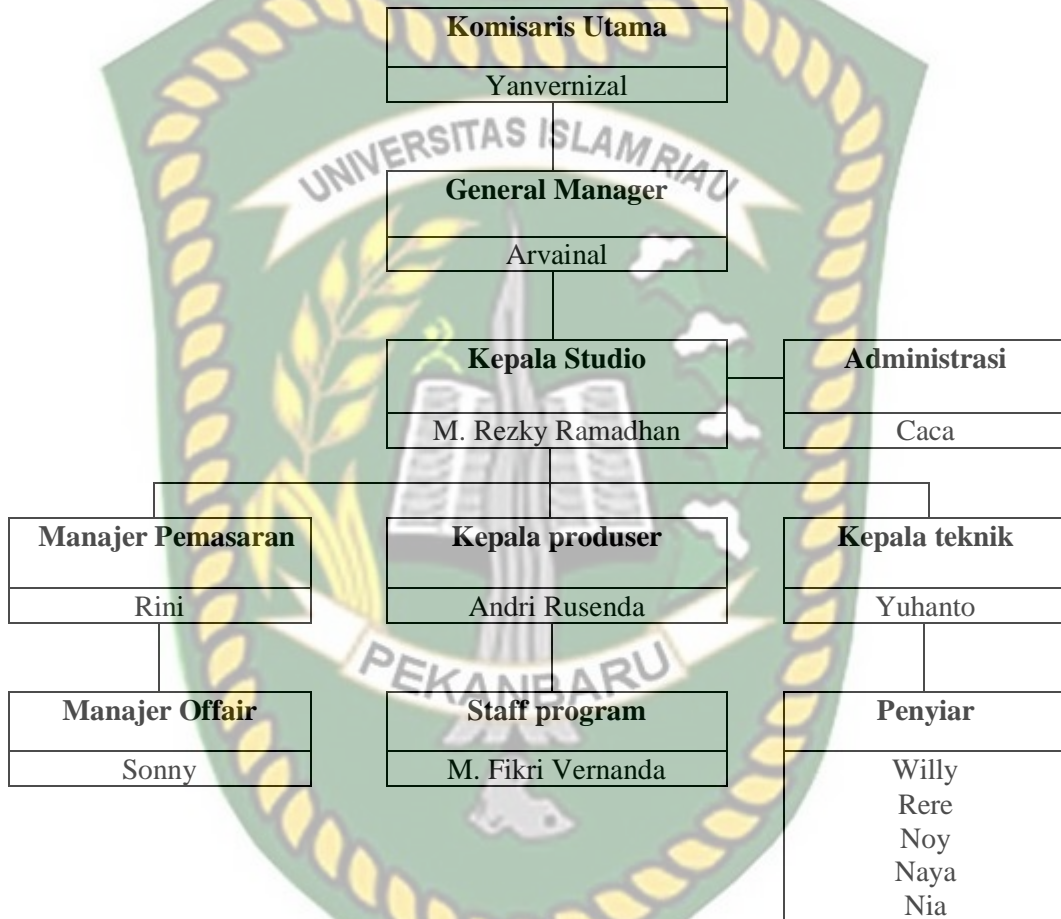 Komisaris Utama
Yanvernizal
UNIVERSITAS ISLAM RIAU
General Manager
Arvainal
Kepala Studio
Administrasi
M. Rezky Ramadhan
Caca
Manajer Pemasaran
Kepala produser
Kepala teknik
Rini
Andri Rusenda
Yuhanto
PEKANBARU
Manajer Offair
Staff program
Penyiar
Sonny
M. Fikri Vernanda
Willy
Rere
Noy
Naya
Nia